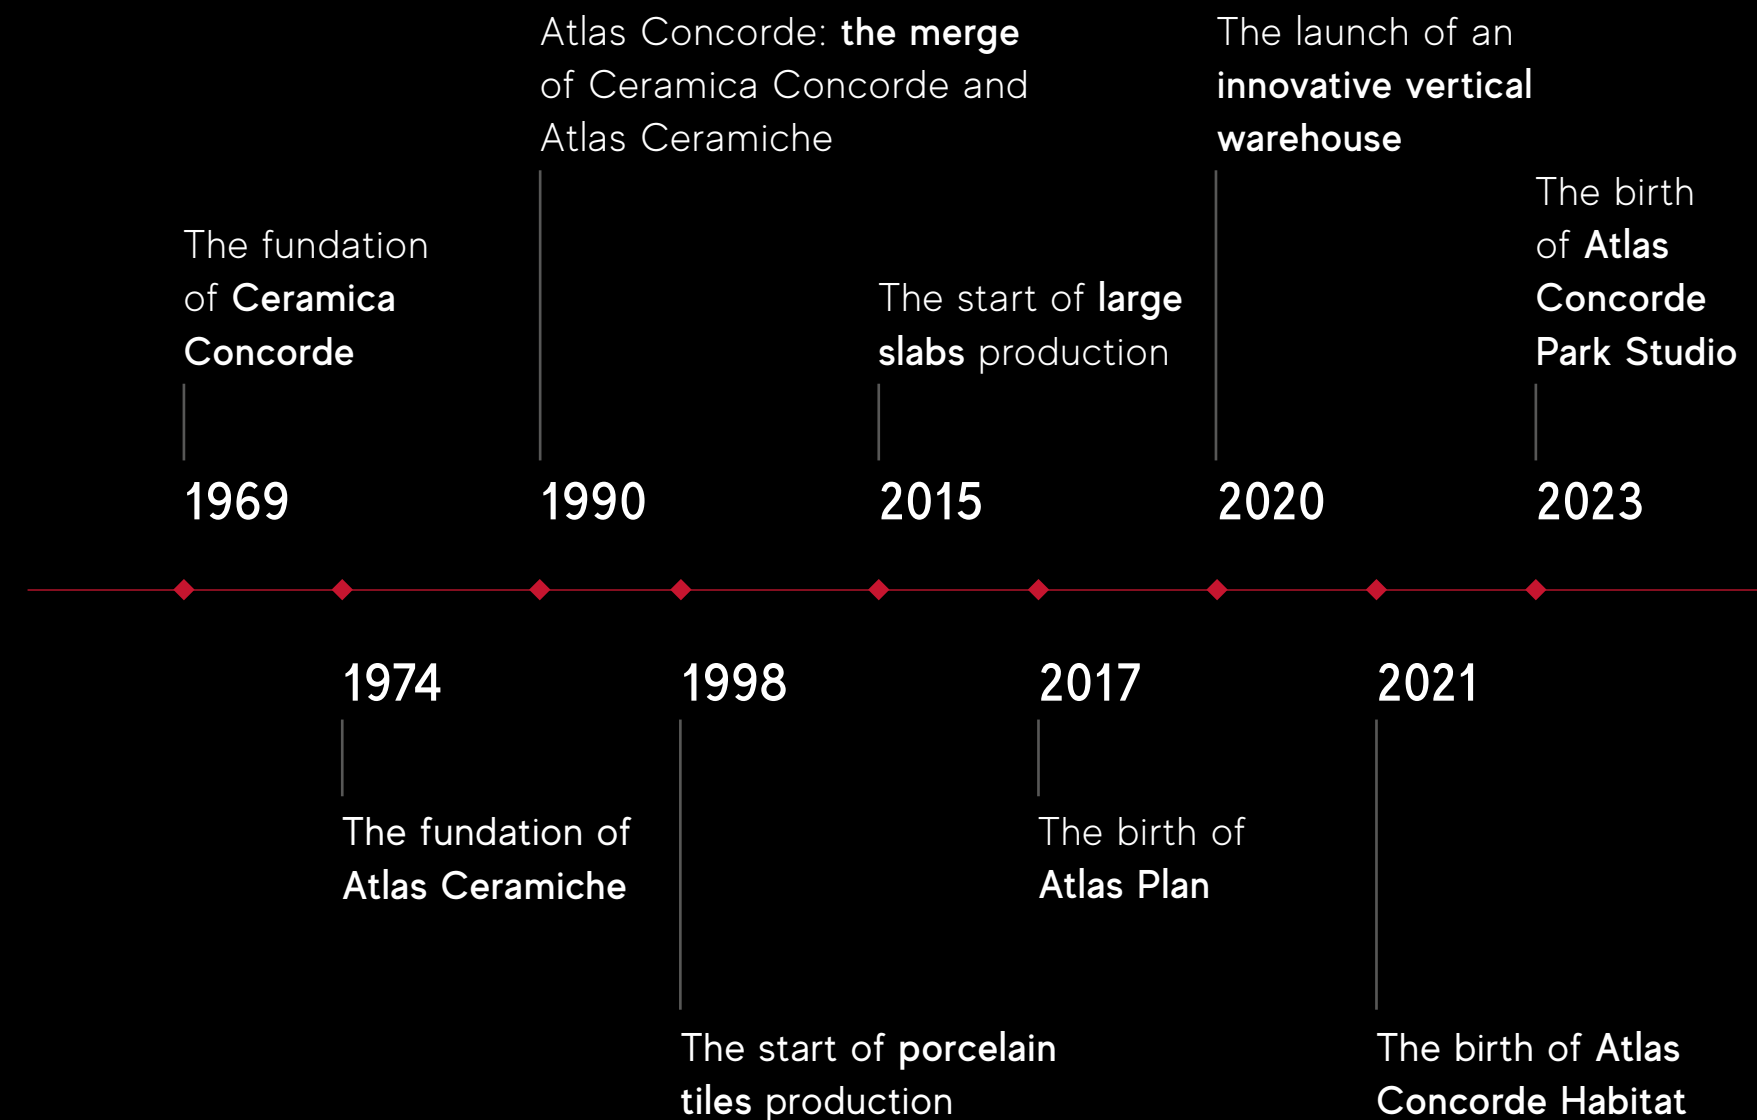 Atlas Concorde: the merge
of Ceramica Concorde and
Atlas Ceramiche
The launch of an
innovative vertical
warehouse
The birth
of Atlas
Concorde
Park Studio
The fundation
of Ceramica
Concorde
The start of large
slabs production
1969
1990
2015
2020
2023
1974
1998
2017
2021
The fundation of
Atlas Ceramiche
The birth of
Atlas Plan
The start of porcelain
tiles production
The birth of Atlas
Concorde Habitat